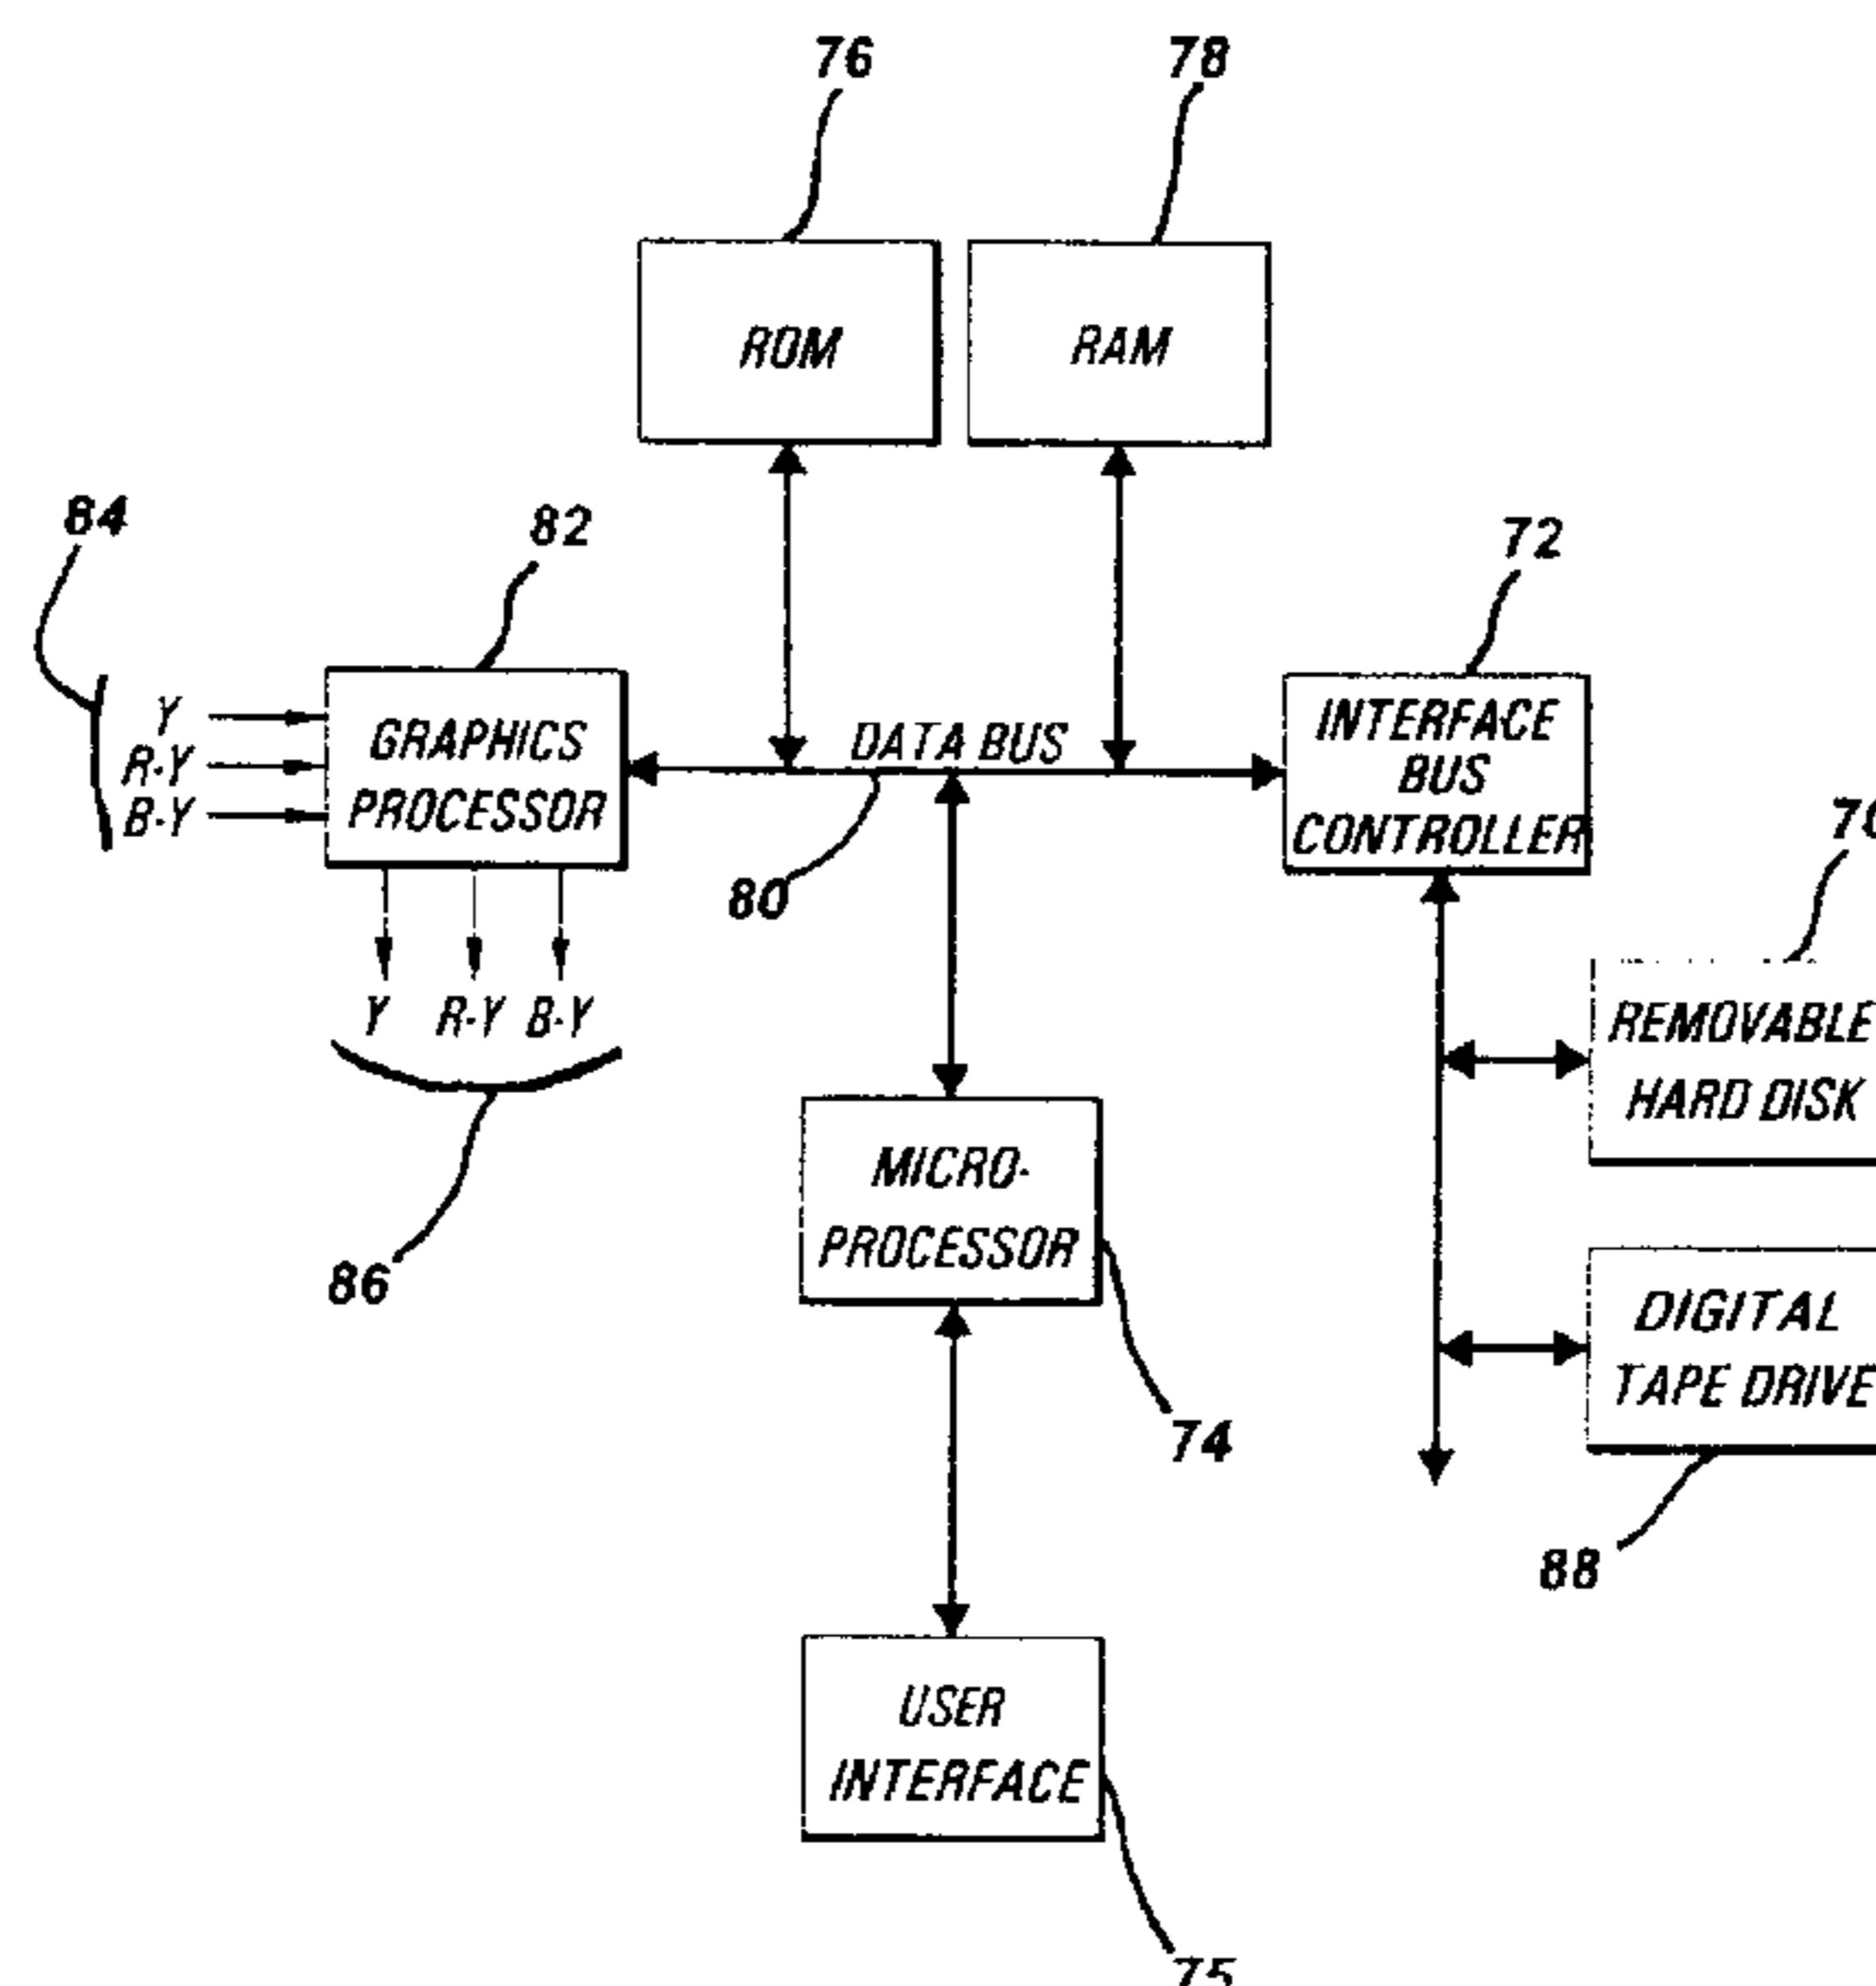 76
78
ROM
RAM
84
82
72
Y
R-Y
B-Y
GRAPHICS
PROCESSOR
DATA BUS
80
INTERFACE
BUS
CONTROLLER
Y R-Y B-Y
86
REMOVABLE
HARD DISK
MICRO-
PROCESSOR
74
DIGITAL
TAPE DRIVE
88
USER
INTERFACE
75